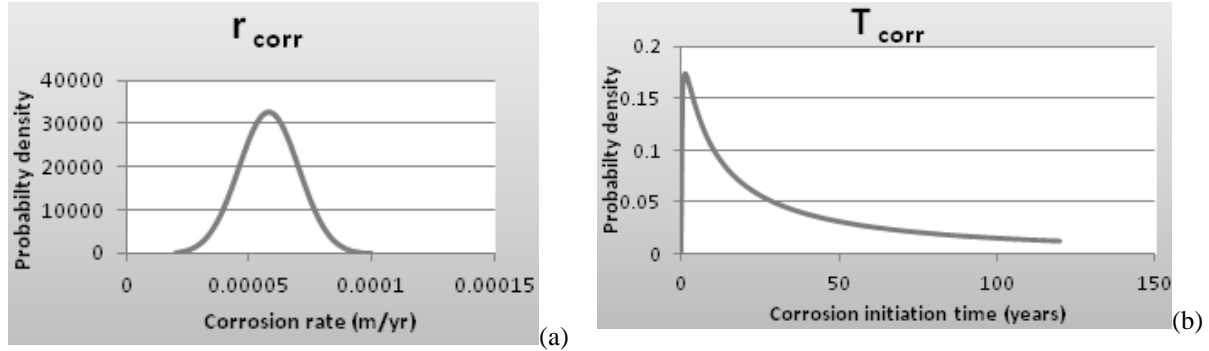 r corr
Probabilty density
40000
30000
20000
10000
0
0
0.00005
0.0001
0.00015
Corrosion rate (m/yr)
(a)
T corr
Probabilty density
0.2
0.15
0.1
0.05
0
0
50
100
150
Corrosion initiation time (years)
(b)